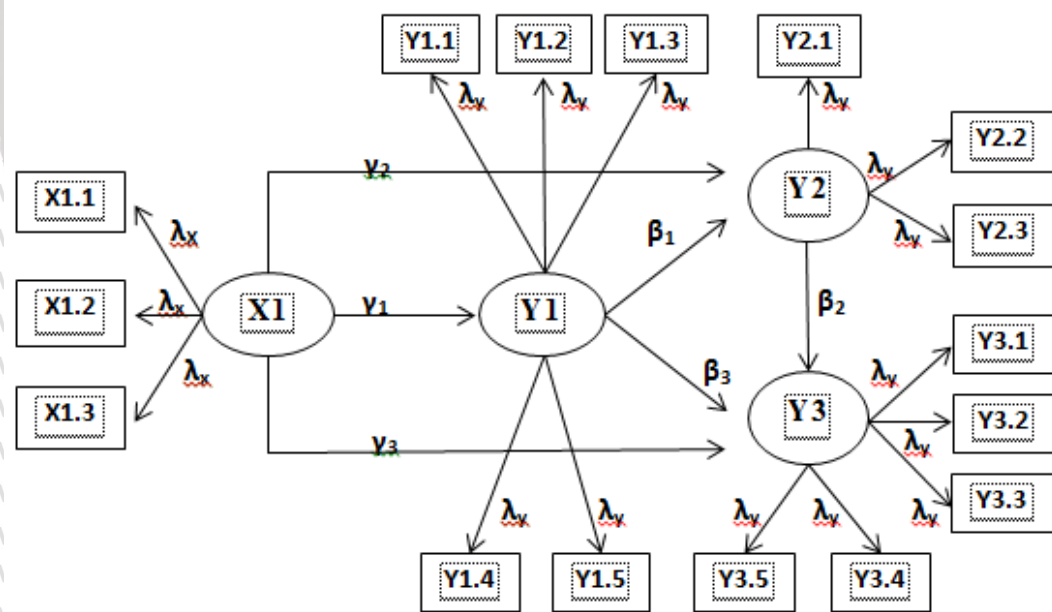 Y1.1 Y1.2 Y1.3 Y2.1
λy λy λy λy
Y2.2
λy
γ2
Y2
X1.1
λy
Y2.3
λX
β1
X1.2
λx
X1
γ1
Y1
β2
Y3.1
λx
λy
β3
X1.3
Y3
Y3.2
γ3
λy
Y3.3
λy λy λy λy λy
Y1.4 Y1.5 Y3.5 Y3.4